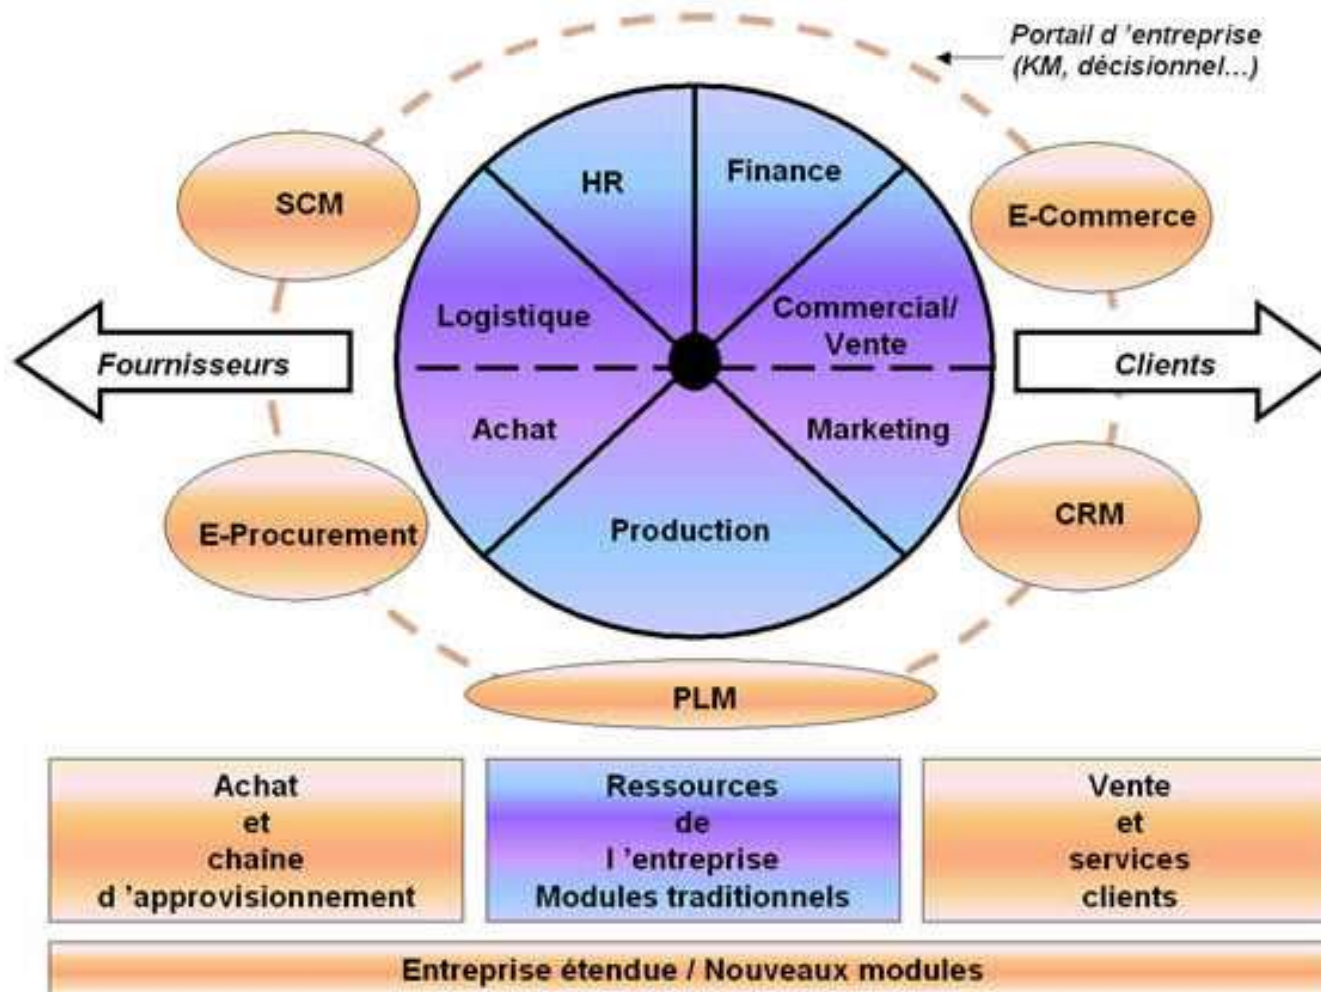 Portail d 'entreprise
(KM, décisionnel...)
SCM
HR
Finance
E-Commerce
Logistique
Commercial/
Vente
Fournisseurs
Clients
Achat
Marketing
E-Procurement
Production
CRM
PLM
Achat
et
chaîne
d 'approvisionnement
Ressources
de
l 'entreprise
Modules traditionnels
Vente
et
services
clients
Entreprise étendue / Nouveaux modules